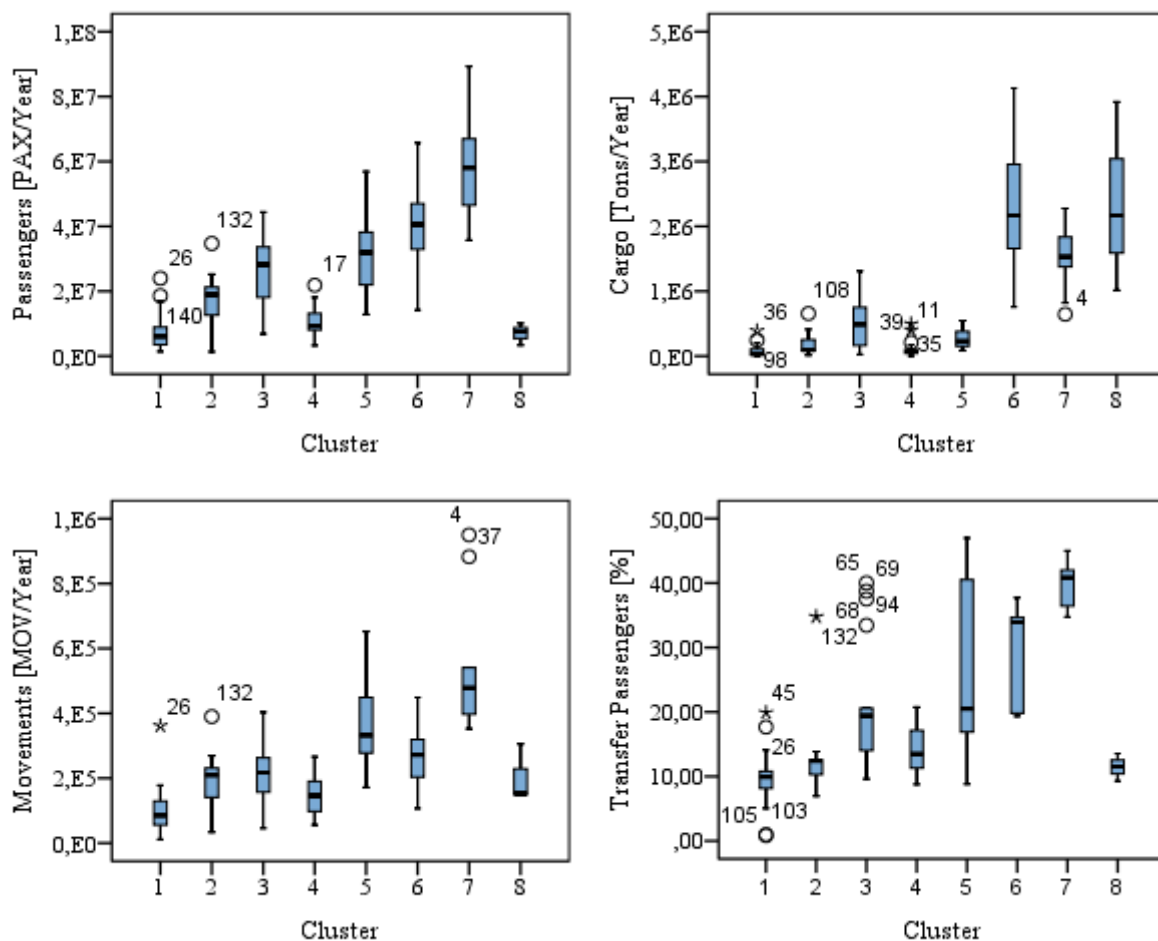 Passengers [PAX/Year]
1,E8
8,E7
6,E7
4,E7
2,E7
0,E0
26
140
132
17
1 2 3 4 5 6 7 8
Cluster
Cargo [Tons/Year]
5,E6
4,E6
3,E6
2,E6
1,E6
0,E0
36
98
108
39
11
35
4
1 2 3 4 5 6 7 8
Cluster
Movements [MOV/Year]
1,E6
8,E5
6,E5
4,E5
2,E5
0,E0
26
132
4
37
1 2 3 4 5 6 7 8
Cluster
Transfer Passengers [%]
50,00
40,00
30,00
20,00
10,00
,00
45
26
105
103
132
65
69
68
94
1 2 3 4 5 6 7 8
Cluster